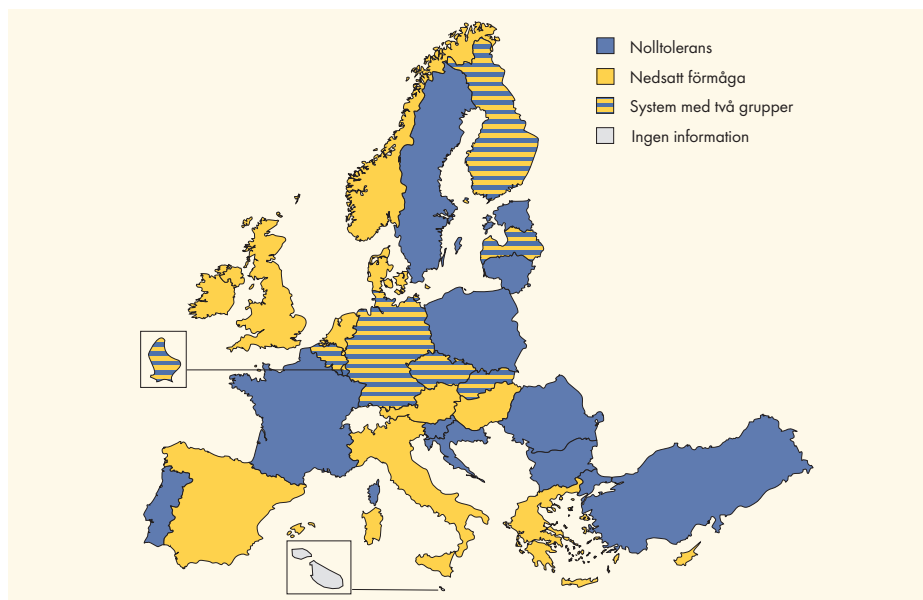 Nolltolerans
Nedsatt förmåga
System med två grupper
Ingen information